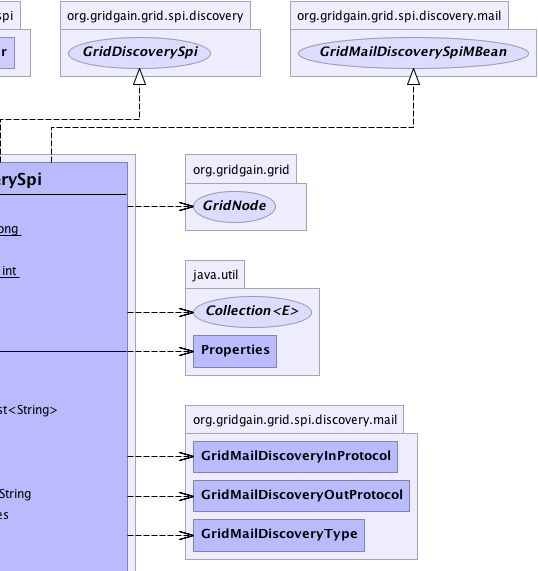 spi
org.gridgain.grid.spi.discovery
org.gridgain.grid.spi.discovery.mail
r
GridDiscoverySpi
GridMailDiscoverySpiMBean
erySpi
org.gridgain.grid
GridNode
ong
int
java.util
Collection<E>
Properties
st<String>
org.gridgain.grid.spi.discovery.mail
GridMailDiscoveryInProtocol
String
GridMailDiscoveryOutProtocol
es
GridMailDiscoveryType